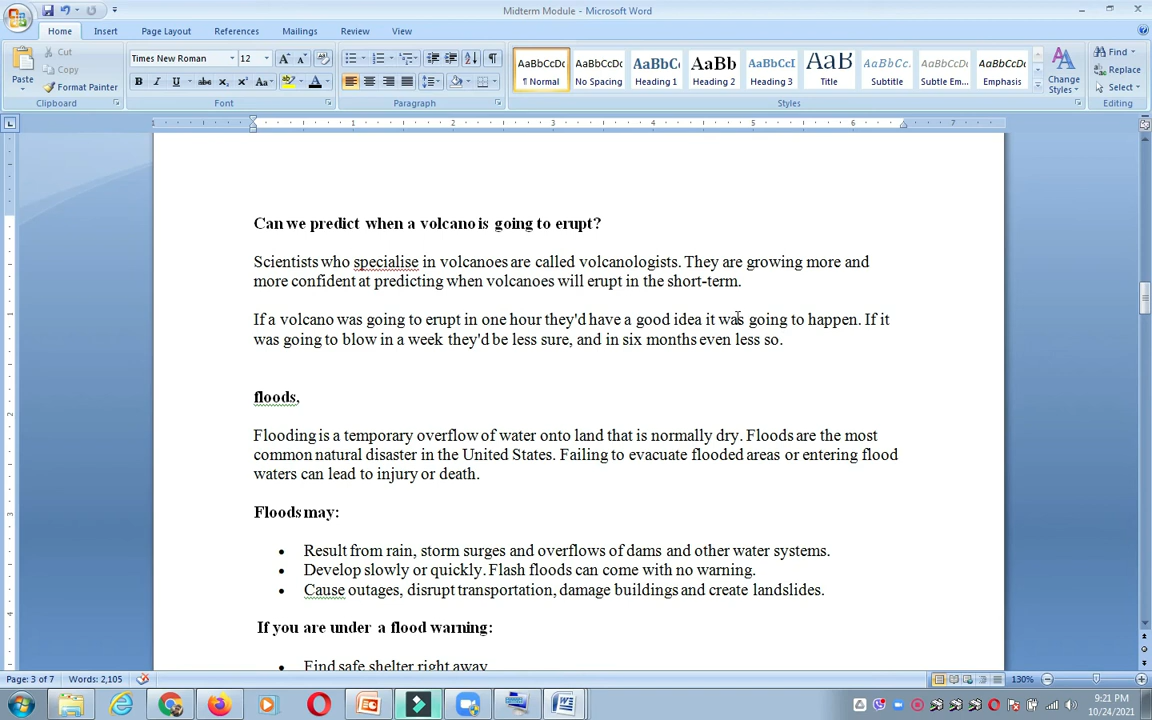 Midterm Module - Microsoft Word
Home Insert Page Layout References Mailings Review View
Cut
Copy
Format Painter
Paste
Clipboard
Times New Roman 12
Font
Paragraph
AaBbCcDc AaBbCcDc AaBbCc AaBbCc AaBbCcI AaB AaBbCcL AaBbCcDc AaBbCcDc
¶ Normal No Spacing Heading 1 Heading 2 Heading 3 Title Subtitle Subtle Em... Emphasis
Change Styles
Styles
Find
Replace
Select
Editing
1 1 2 3 4 5 6 7
Can we predict when a volcano is going to erupt?
Scientists who specialise in volcanoes are called volcanologists. They are growing more and
more confident at predicting when volcanoes will erupt in the short-term.
If a volcano was going to erupt in one hour they'd have a good idea it was going to happen. If it
was going to blow in a week they'd be less sure, and in six months even less so.
floods,
Flooding is a temporary overflow of water onto land that is normally dry. Floods are the most
common natural disaster in the United States. Failing to evacuate flooded areas or entering flood
waters can lead to injury or death.
Floods may:
• Result from rain, storm surges and overflows of dams and other water systems.
• Develop slowly or quickly. Flash floods can come with no warning.
• Cause outages, disrupt transportation, damage buildings and create landslides.
If you are under a flood warning:
• Find safe shelter right away
Page: 3 of 7 Words: 2,105 130%
9:21 PM
10/24/2021